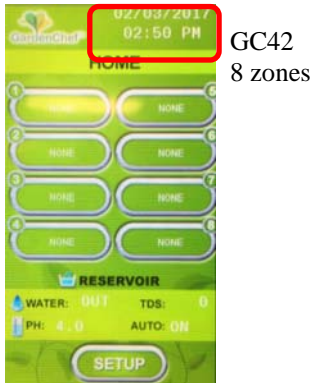 02/03/2017
GardenChef 02:50 PM
GC42
HOME
8 zones
1 NONE NONE 5
2 NONE NONE 6
3 NONE NONE 7
4 NONE NONE 8
RESERVOIR
WATER: OUT TDS: 0
PH: 4.0 AUTO: ON
SETUP